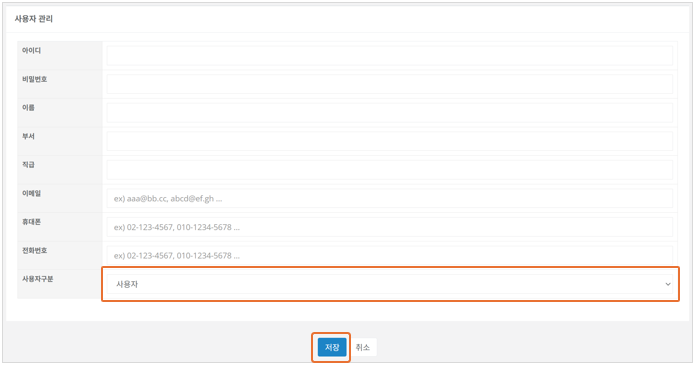 사용자 관리
아이디
비밀번호
이름
부서
직급
이메일
ex) aaa@bb.cc, abcd@ef.gh ...
휴대폰
ex) 02-123-4567, 010-1234-5678 ...
전화번호
ex) 02-123-4567, 010-1234-5678 ...
사용자구분
사용자
저장 취소